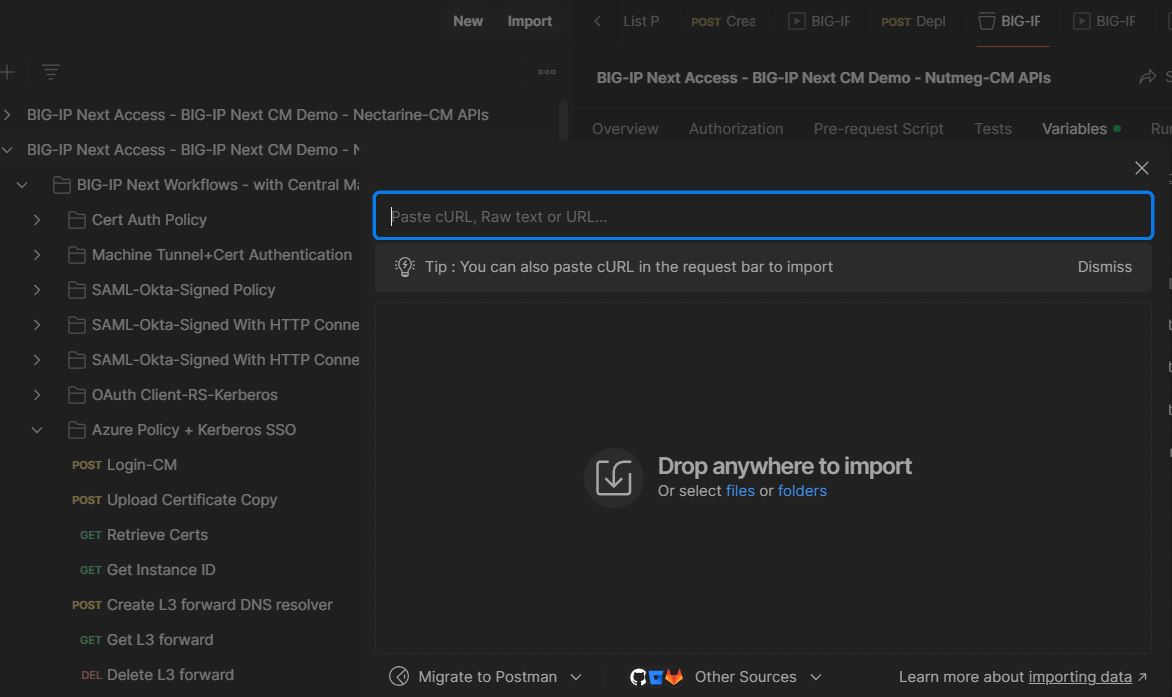 New Import
List P POST Crea BIG-IF POST Depl BIG-IF BIG-IF
BIG-IP Next Access - BIG-IP Next CM Demo - Nutmeg-CM APIs
Overview Authorization Pre-request Script Tests Variables Ru
BIG-IP Next Access - BIG-IP Next CM Demo - Nectarine-CM APIs
BIG-IP Next Access - BIG-IP Next CM Demo - N
BIG-IP Next Workflows - with Central Ma
Cert Auth Policy
Machine Tunnel+Cert Authentication
SAML-Okta-Signed Policy
SAML-Okta-Signed With HTTP Conne
SAML-Okta-Signed With HTTP Conne
OAuth Client-RS-Kerberos
Azure Policy + Kerberos SSO
POST Login-CM
POST Upload Certificate Copy
GET Retrieve Certs
GET Get Instance ID
POST Create L3 forward DNS resolver
GET Get L3 forward
DEL Delete L3 forward
Paste cURL, Raw text or URL...
Tip : You can also paste cURL in the request bar to import Dismiss
Drop anywhere to import
Or select files or folders
Migrate to Postman Other Sources Learn more about importing data